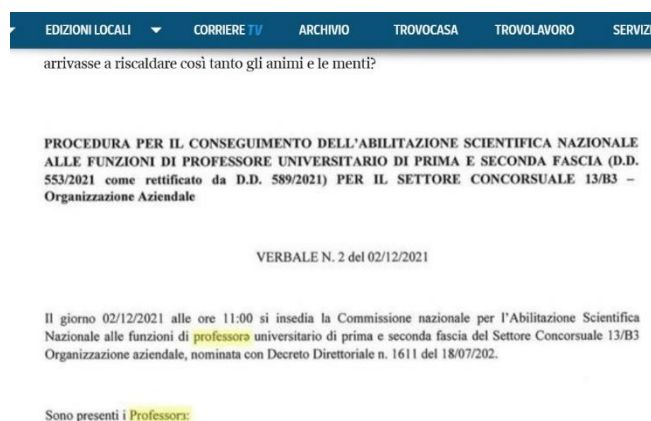 EDIZIONI LOCALI CORRIERE TV ARCHIVIO TROVOCASA TROVOLAVORO SERVIZI
arrivasse a riscaldare così tanto gli animi e le menti?
PROCEDURA PER IL CONSEGUIMENTO DELL'ABILITAZIONE SCIENTIFICA NAZIONALE
ALLE FUNZIONI DI PROFESSORE UNIVERSITARIO DI PRIMA E SECONDA FASCIA (D.D.
553/2021 come rettificato da D.D. 589/2021) PER IL SETTORE CONCORSUALE 13/B3 –
Organizzazione Aziendale
VERBALE N. 2 del 02/12/2021
Il giorno 02/12/2021 alle ore 11:00 si insedia la Commissione nazionale per l'Abilitazione Scientifica
Nazionale alle funzioni di professorə universitario di prima e seconda fascia del Settore Concorsuale 13/B3
Organizzazione aziendale, nominata con Decreto Direttoriale n. 1611 del 18/07/202.
Sono presenti i Professorɜ: